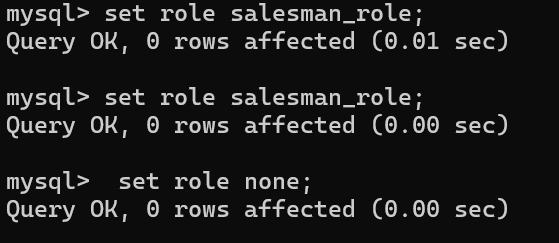 mysql> set role salesman_role;
Query OK, 0 rows affected (0.01 sec)
mysql> set role salesman_role;
Query OK, 0 rows affected (0.00 sec)
mysql>  set role none;
Query OK, 0 rows affected (0.00 sec)